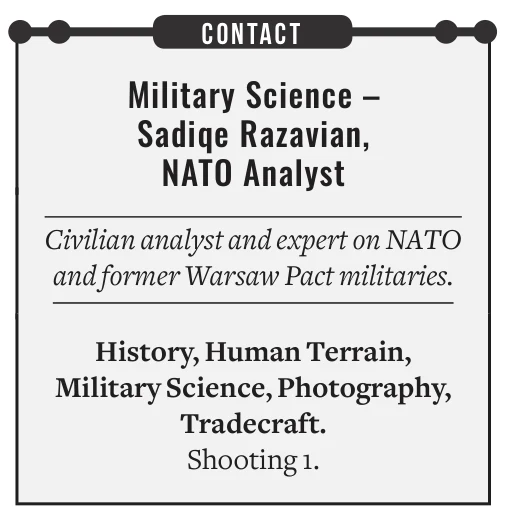 CONTACT
Military Science –
Sadiqe Razavian,
NATO Analyst
Civilian analyst and expert on NATO
and former Warsaw Pact militaries.
History, Human Terrain,
Military Science, Photography,
Tradecraft.
Shooting 1.